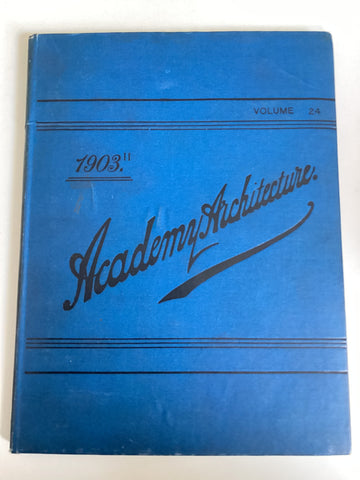 VOLUME 24
1903.II
Academy Architecture.